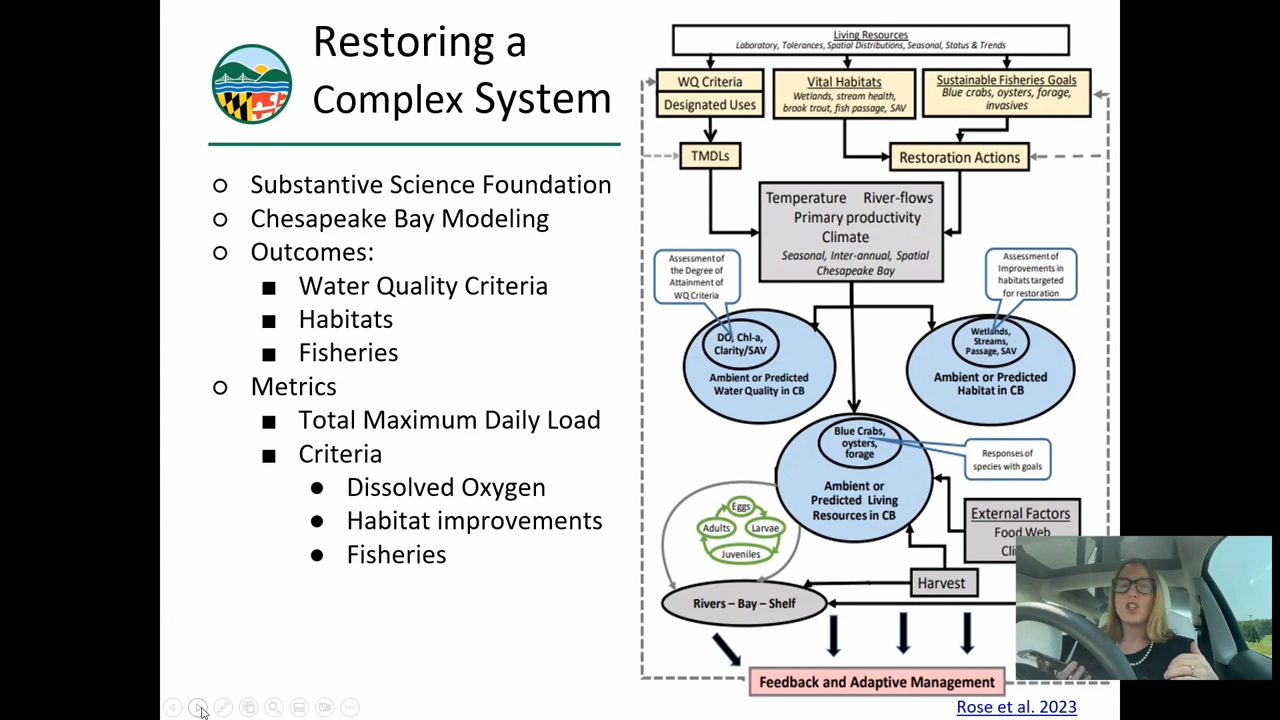 Restoring a
Complex System
○ Substantive Science Foundation
○ Chesapeake Bay Modeling
○ Outcomes:
■ Water Quality Criteria
■ Habitats
■ Fisheries
○ Metrics
■ Total Maximum Daily Load
■ Criteria
● Dissolved Oxygen
● Habitat improvements
● Fisheries
Living Resources
Laboratory, Tolerances, Spatial Distributions, Seasonal, Status & Trends
WQ Criteria
Designated Uses
Vital Habitats
Wetlands, stream health,
brook trout, fish passage, SAV
Sustainable Fisheries Goals
Blue crabs, oysters, forage,
invasives
TMDLs
Restoration Actions
Temperature River-flows
Primary productivity
Climate
Seasonal, Inter-annual, Spatial
Chesapeake Bay
Assessment of
the Degree of
Attainment of
WQ Criteria
Assessment of
Improvements in
habitats targeted
for restoration
DO, Chl-a,
Clarity/SAV
Ambient or Predicted
Water Quality in CB
Wetlands,
Streams,
Passage, SAV
Ambient or Predicted
Habitat in CB
Blue Crabs,
oysters,
forage
Ambient or
Predicted Living
Resources in CB
Responses of
species with goals
Eggs
Adults
Larvae
Juveniles
External Factors
Food Web
Harvest
Rivers – Bay – Shelf
Feedback and Adaptive Management
Rose et al. 2023